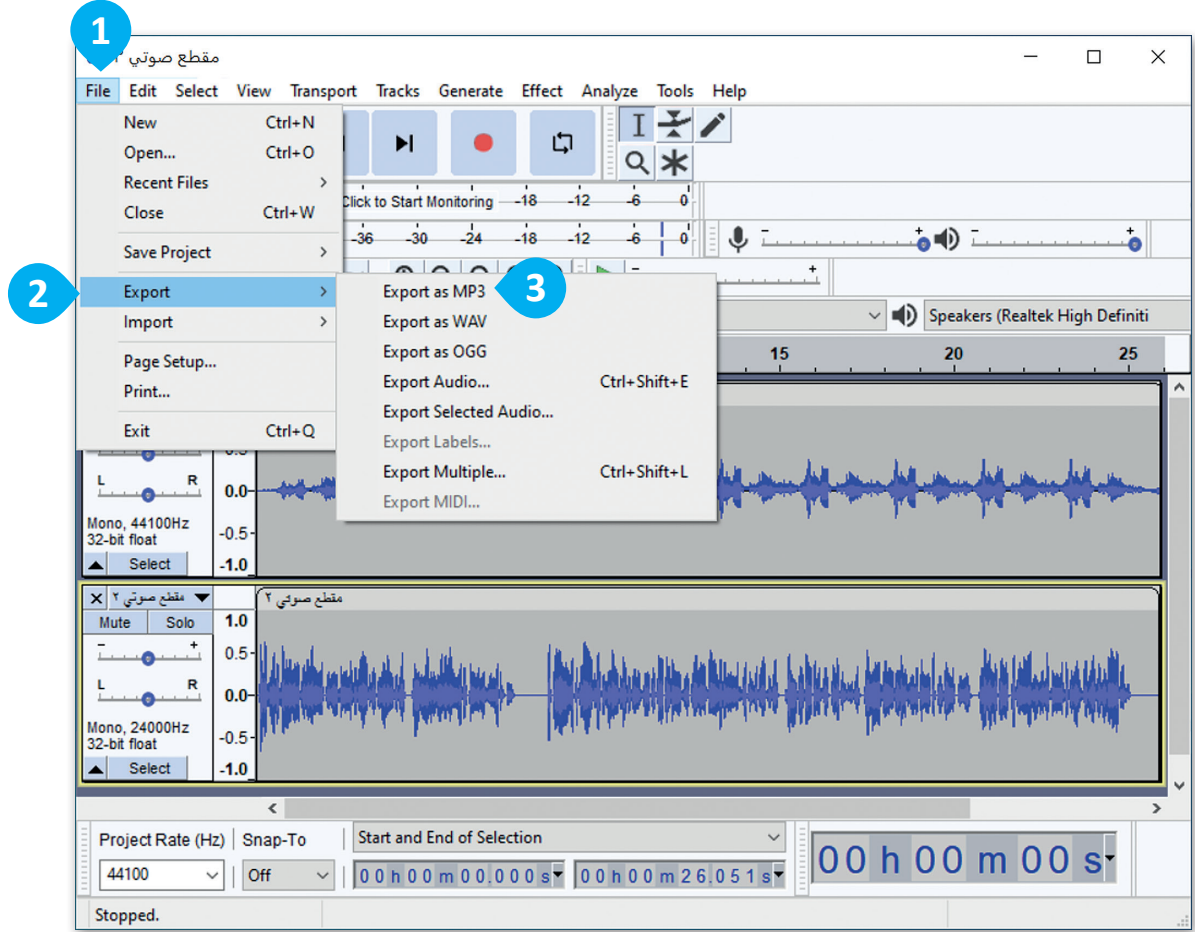 1
مقطع صوتي
File Edit Select View Transport Tracks Generate Effect Analyze Tools Help
New Ctrl+N
Open... Ctrl+O
Recent Files >
Close Ctrl+W
Save Project >
2
Export >
Import >
Page Setup...
Print...
Exit Ctrl+Q
Click to Start Monitoring -18 -12 -6 0
-36 -30 -24 -18 -12 -6 0
- + - +
- +
Export as MP3
3
Export as WAV
Export as OGG
Export Audio... Ctrl+Shift+E
Export Selected Audio...
Export Labels...
Export Multiple... Ctrl+Shift+L
Export MIDI...
Speakers (Realtek High Definiti
15 20 25
L R
0.0
Mono, 44100Hz
32-bit float
-0.5
Select
-1.0
مقطع صوتي ٢
مقطع صوتي ٢
Mute Solo
1.0
- +
0.5
L R
0.0
Mono, 24000Hz
32-bit float
-0.5
Select
-1.0
Project Rate (Hz) Snap-To
Start and End of Selection
44100
Off
00h00m00.000s
00h00m26.051s
00h00m00s
Stopped.